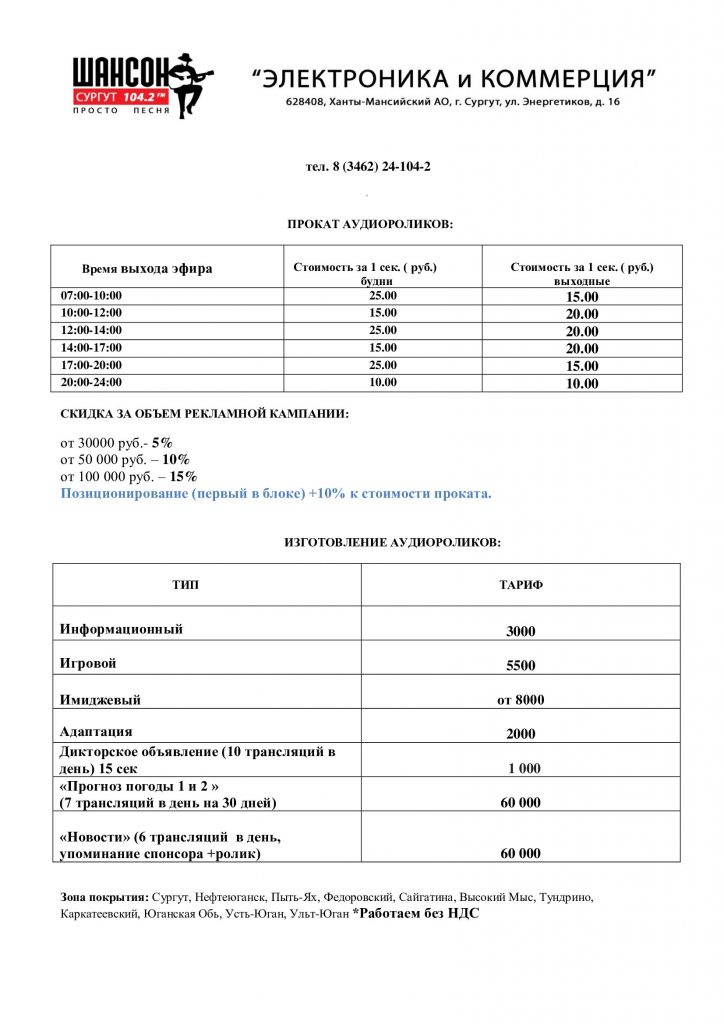 ШАНСОН
СУРГУТ 104.2 FM
ПРОСТО ПЕСНЯ
“ЭЛЕКТРОНИКА и КОММЕРЦИЯ”
628408, Ханты-Мансийский АО, г. Сургут, ул. Энергетиков, д. 16
тел. 8 (3462) 24-104-2
ПРОКАТ АУДИОРОЛИКОВ:
Время выхода эфира
Стоимость за 1 сек. ( руб.)
будни
Стоимость за 1 сек. ( руб.)
выходные
07:00-10:00 25.00 15.00
10:00-12:00 15.00 20.00
12:00-14:00 25.00 20.00
14:00-17:00 15.00 20.00
17:00-20:00 25.00 15.00
20:00-24:00 10.00 10.00
СКИДКА ЗА ОБЪЕМ РЕКЛАМНОЙ КАМПАНИИ:
от 30000 руб.- 5%
от 50 000 руб. – 10%
от 100 000 руб. – 15%
Позиционирование (первый в блоке) +10% к стоимости проката.
ИЗГОТОВЛЕНИЕ АУДИОРОЛИКОВ:
ТИП ТАРИФ
Информационный 3000
Игровой 5500
Имиджевый от 8000
Адаптация 2000
Дикторское объявление (10 трансляций в
день) 15 сек 1 000
«Прогноз погоды 1 и 2 »
(7 трансляций в день на 30 дней) 60 000
«Новости» (6 трансляций в день,
упоминание спонсора +ролик) 60 000
Зона покрытия: Сургут, Нефтеюганск, Пыть-Ях, Федоровский, Сайгатина, Высокий Мыс, Тундрино,
Каркатеевский, Юганская Обь, Усть-Юган, Ульт-Юган *Работаем без НДС